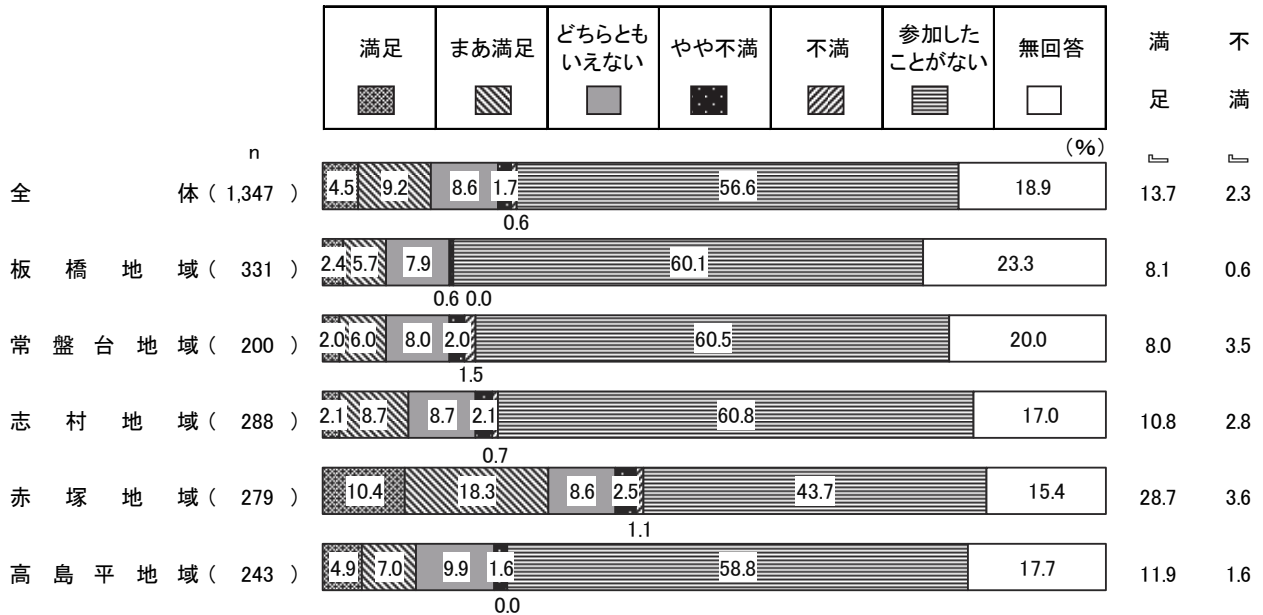 満足 まあ満足 どちらとも いえない やや不満 不満 参加した ことがない 無回答
満足』 不満』
n (%)
全体( 1,347 ) 4.5 9.2 8.6 1.7 56.6 18.9 13.7 2.3
0.6
板橋地域( 331 ) 2.4 5.7 7.9 60.1 23.3 8.1 0.6
0.6 0.0
常盤台地域( 200 ) 2.0 6.0 8.0 2.0 60.5 20.0 8.0 3.5
1.5
志村地域( 288 ) 2.1 8.7 8.7 2.1 60.8 17.0 10.8 2.8
0.7
赤塚地域( 279 ) 10.4 18.3 8.6 2.5 43.7 15.4 28.7 3.6
1.1
高島平地域( 243 ) 4.9 7.0 9.9 1.6 58.8 17.7 11.9 1.6
0.0